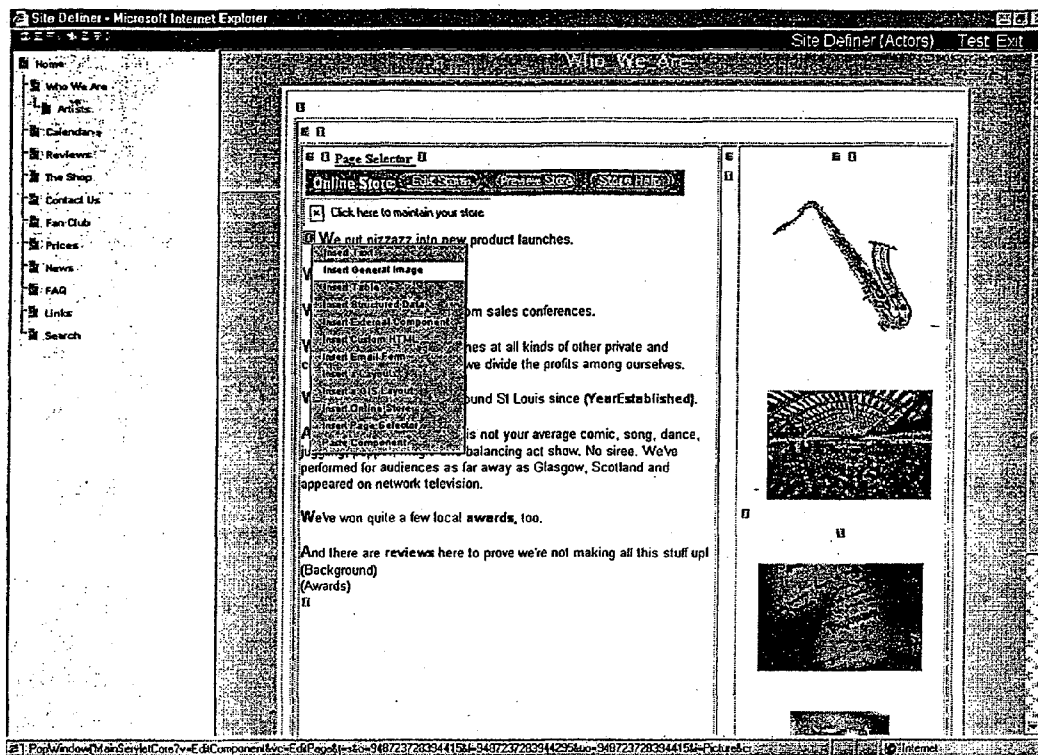 Site Definer - Microsoft Internet Explorer
Site Definer (Actors) Test Exit
Home
Who We Are
Artists
Calendars
Reviews
The Shop
Contact Us
Fan Club
Prices
News
FAQ
Links
Search
Who We Are
Page Selector
Online Store Edit Store Preview Store Store Help
Click here to maintain your store
We put pizzazz into new product launches.
Insert Text
Insert General Image
Insert Table
Insert Structured Data
Insert External Component
Insert Custom HTML
Insert Email Form
Insert a Layout
Insert Online Store
Insert Page Selector
Paste Component
om sales conferences.
hes at all kinds of other private and
we divide the profits among ourselves.
ound St Louis since (YearEstablished).
is not your average comic, song, dance,
balancing act show. No siree. We've
performed for audiences as far away as Glasgow, Scotland and
appeared on network television.
We've won quite a few local awards, too.
And there are reviews here to prove we're not making all this stuff up!
(Background)
(Awards)
Internet